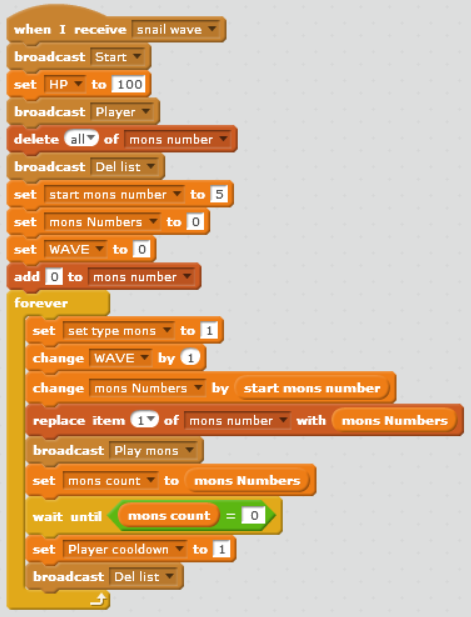 when I receive snail wave
broadcast Start
set HP to 100
broadcast Player
delete all of mons number
broadcast Del list
set start mons number to 5
set mons Numbers to 0
set WAVE to 0
add 0 to mons number
forever
set set type mons to 1
change WAVE by 1
change mons Numbers by start mons number
replace item 1 of mons number with mons Numbers
broadcast Play mons
set mons count to mons Numbers
wait until mons count = 0
set Player cooldown to 1
broadcast Del list